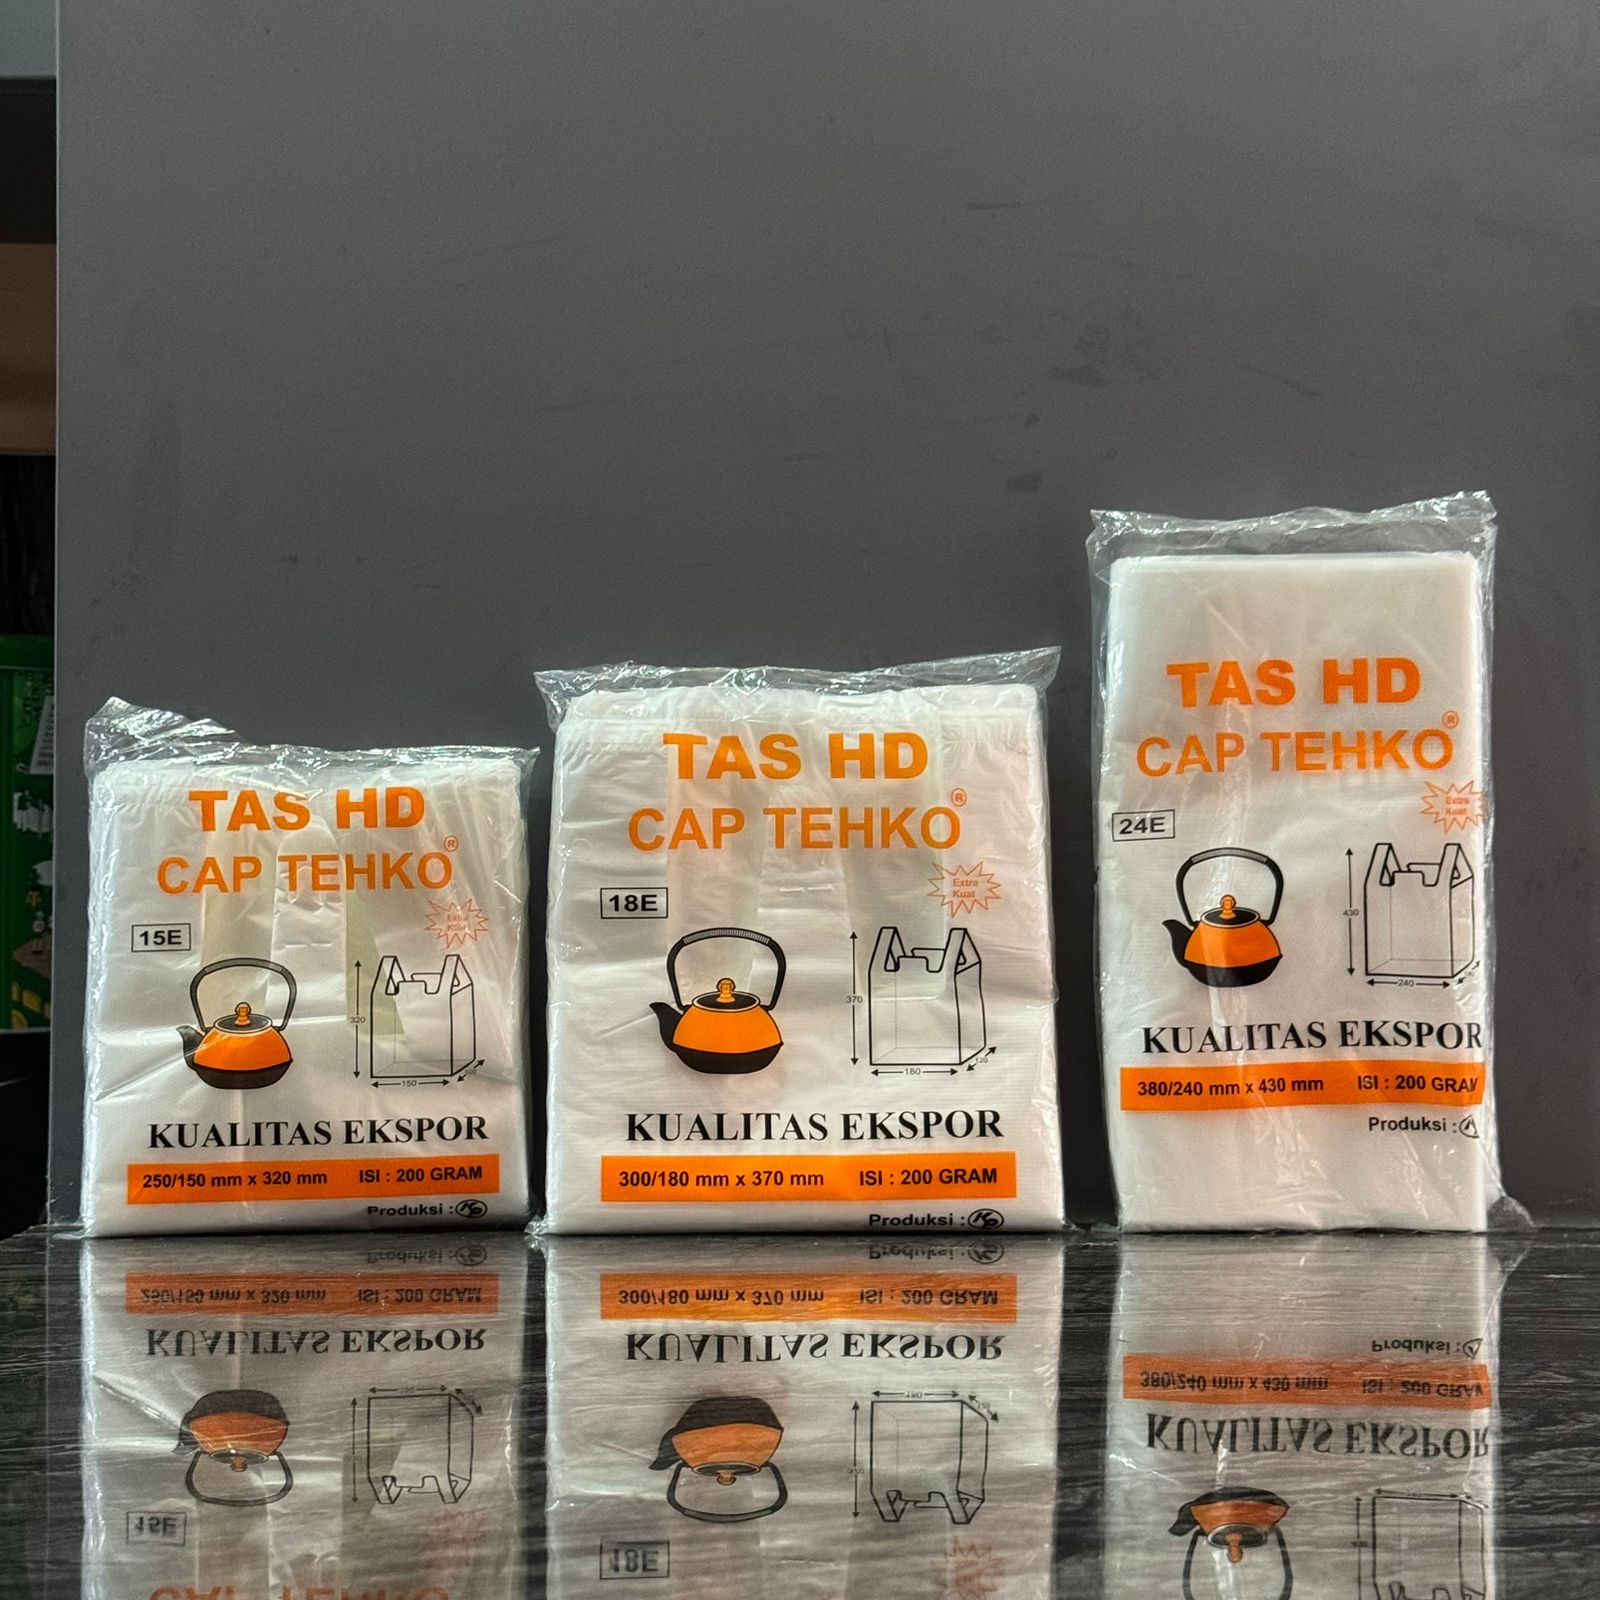 TAS HD
CAP TEHKO®
Extra
Kuat
15E
320
150
100
KUALITAS EKSPOR
250/150 mm x 320 mm ISI : 200 GRAM
Produksi : KP
TAS HD
CAP TEHKO®
Extra
Kuat
18E
370
180
120
KUALITAS EKSPOR
300/180 mm x 370 mm ISI : 200 GRAM
Produksi : KP
TAS HD
CAP TEHKO®
Extra
Kuat
24E
430
240
KUALITAS EKSPOR
380/240 mm x 430 mm ISI : 200 GRAM
Produksi :